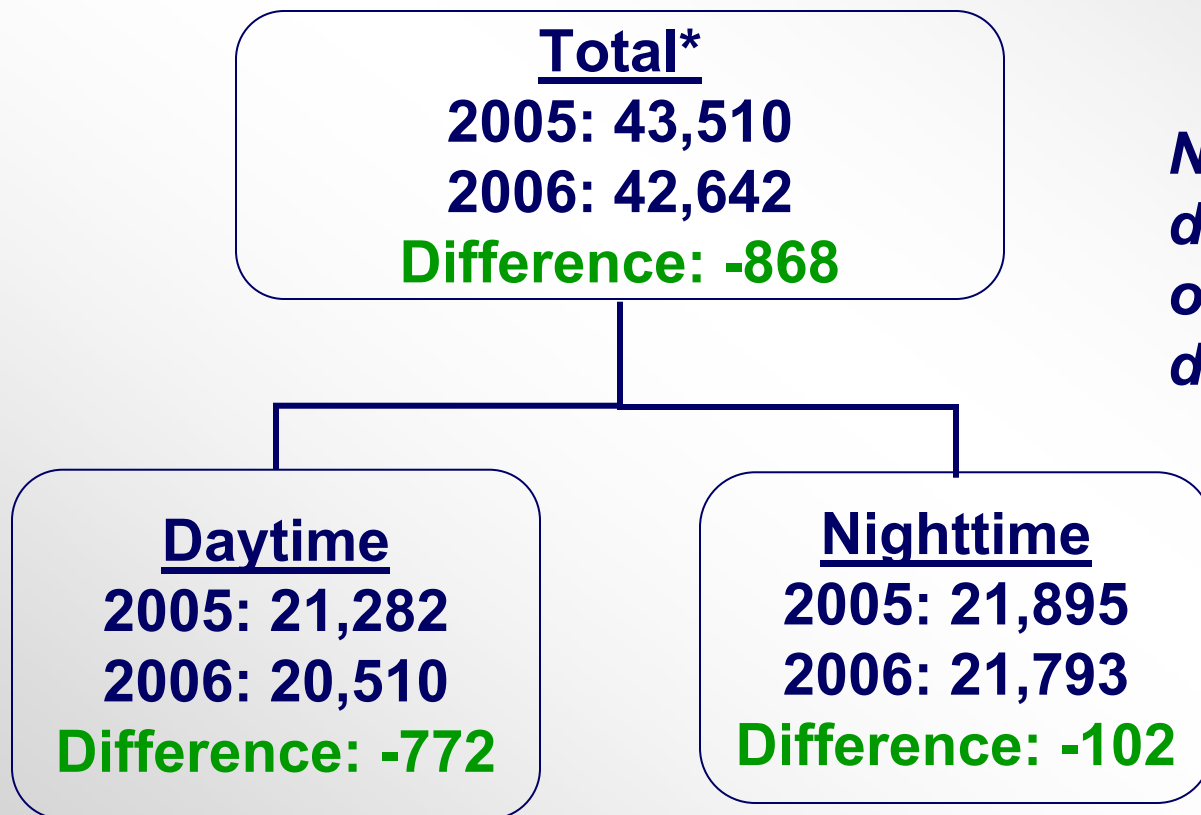 Total*
2005: 43,510
2006: 42,642
Difference: -868
Daytime
2005: 21,282
2006: 20,510
Difference: -772
Nighttime
2005: 21,895
2006: 21,793
Difference: -102